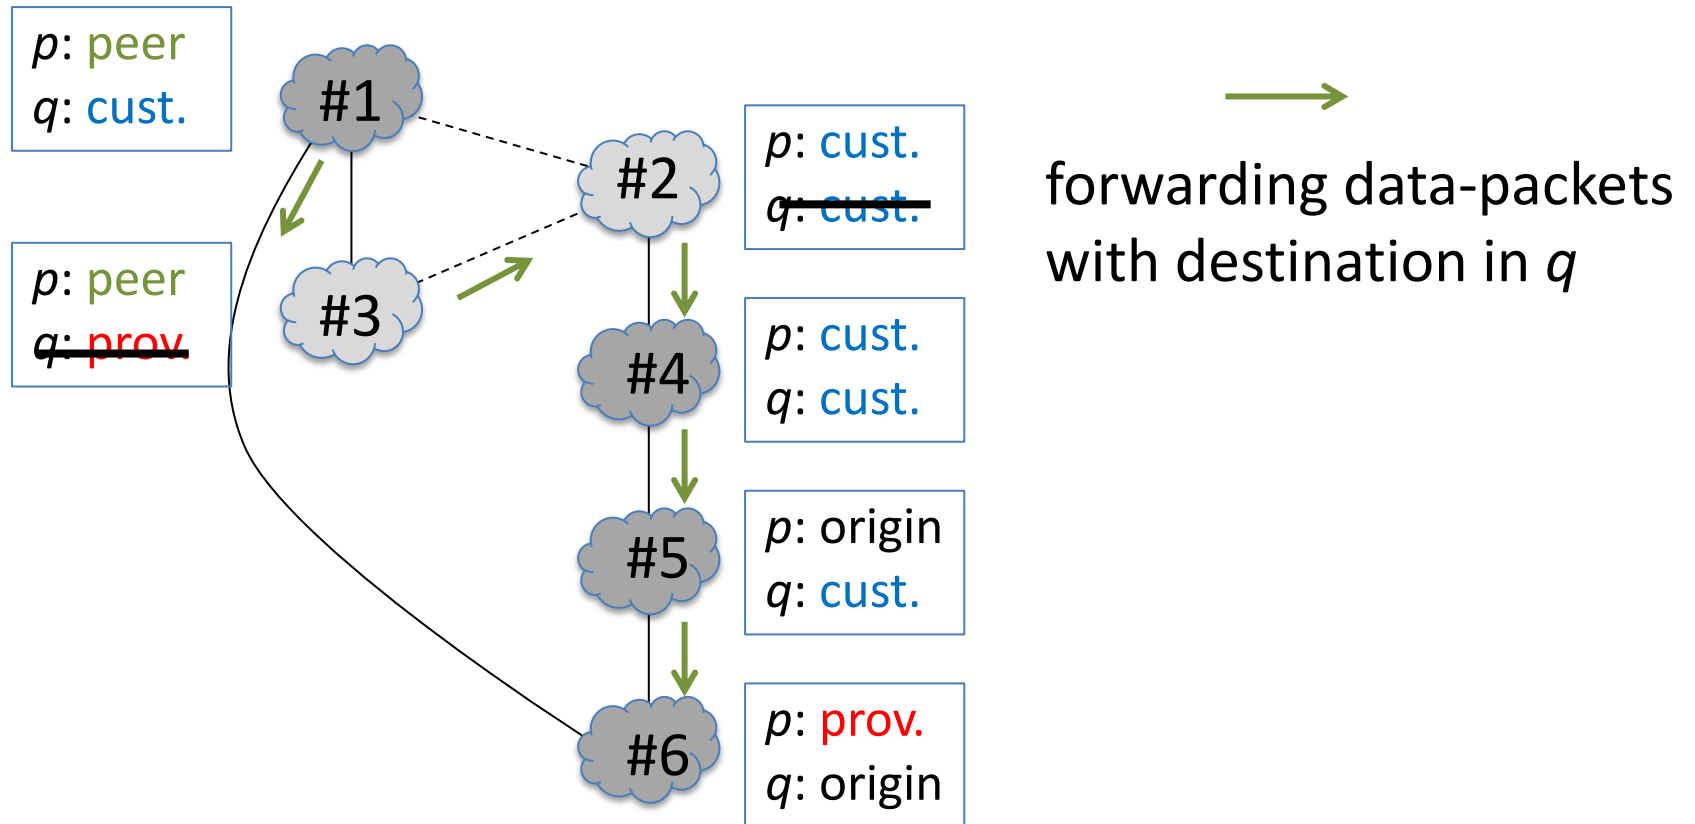 p: peer
q: cust.
#1
#2
p: cust.
q: cust.
forwarding data-packets
with destination in q
p: peer
q: prov.
#3
#4
p: cust.
q: cust.
#5
p: origin
q: cust.
#6
p: prov.
q: origin